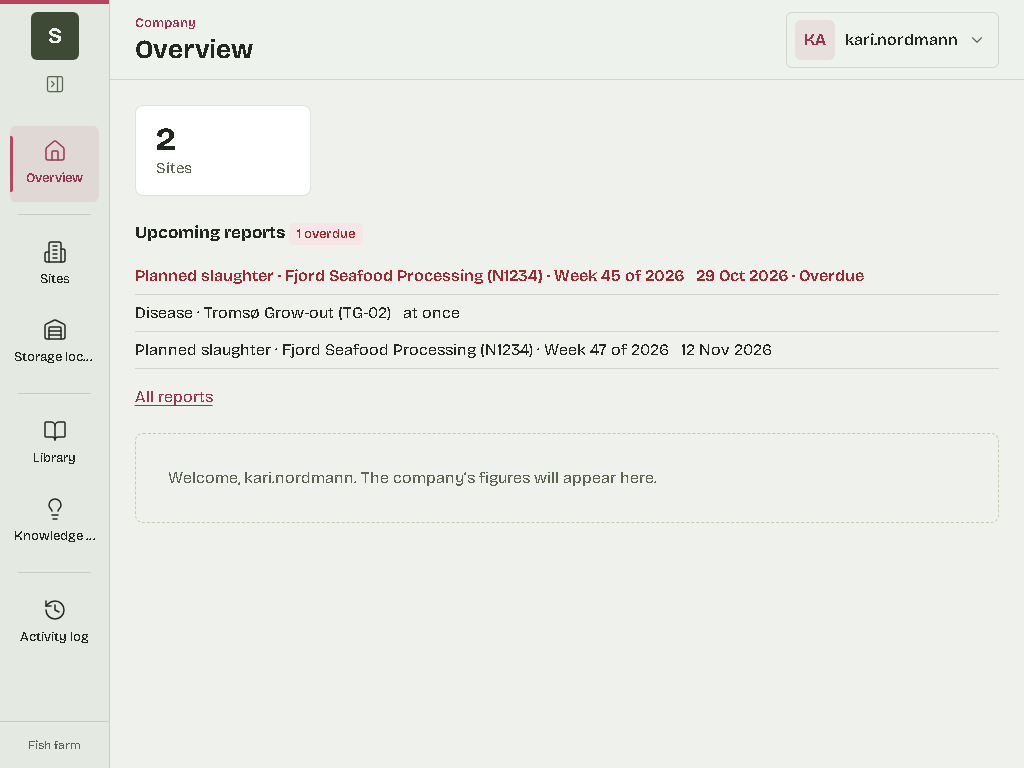 S
Overview
Sites
Storage loc...
Library
Knowledge ...
Activity log
Fish farm
Company
Overview
KA kari.nordmann
2
Sites
Upcoming reports 1 overdue
Planned slaughter · Fjord Seafood Processing (N1234) · Week 45 of 2026 29 Oct 2026 · Overdue
Disease · Tromsø Grow-out (TG-02) at once
Planned slaughter · Fjord Seafood Processing (N1234) · Week 47 of 2026 12 Nov 2026
All reports
Welcome, kari.nordmann. The company's figures will appear here.